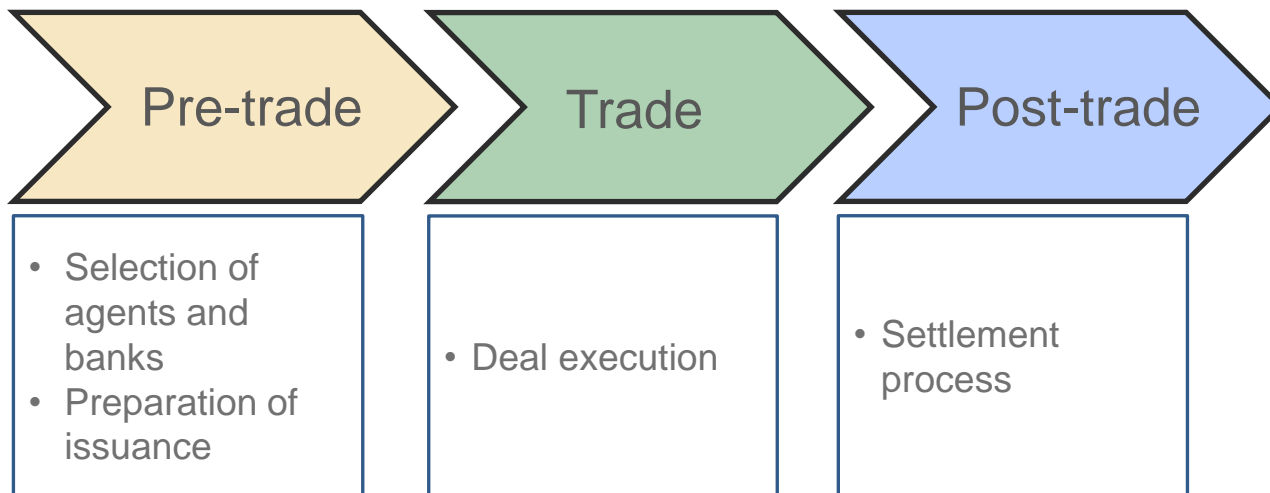 Pre-trade
Trade
Post-trade
• Selection of
agents and
banks
• Preparation of
issuance
• Deal execution
• Settlement
process